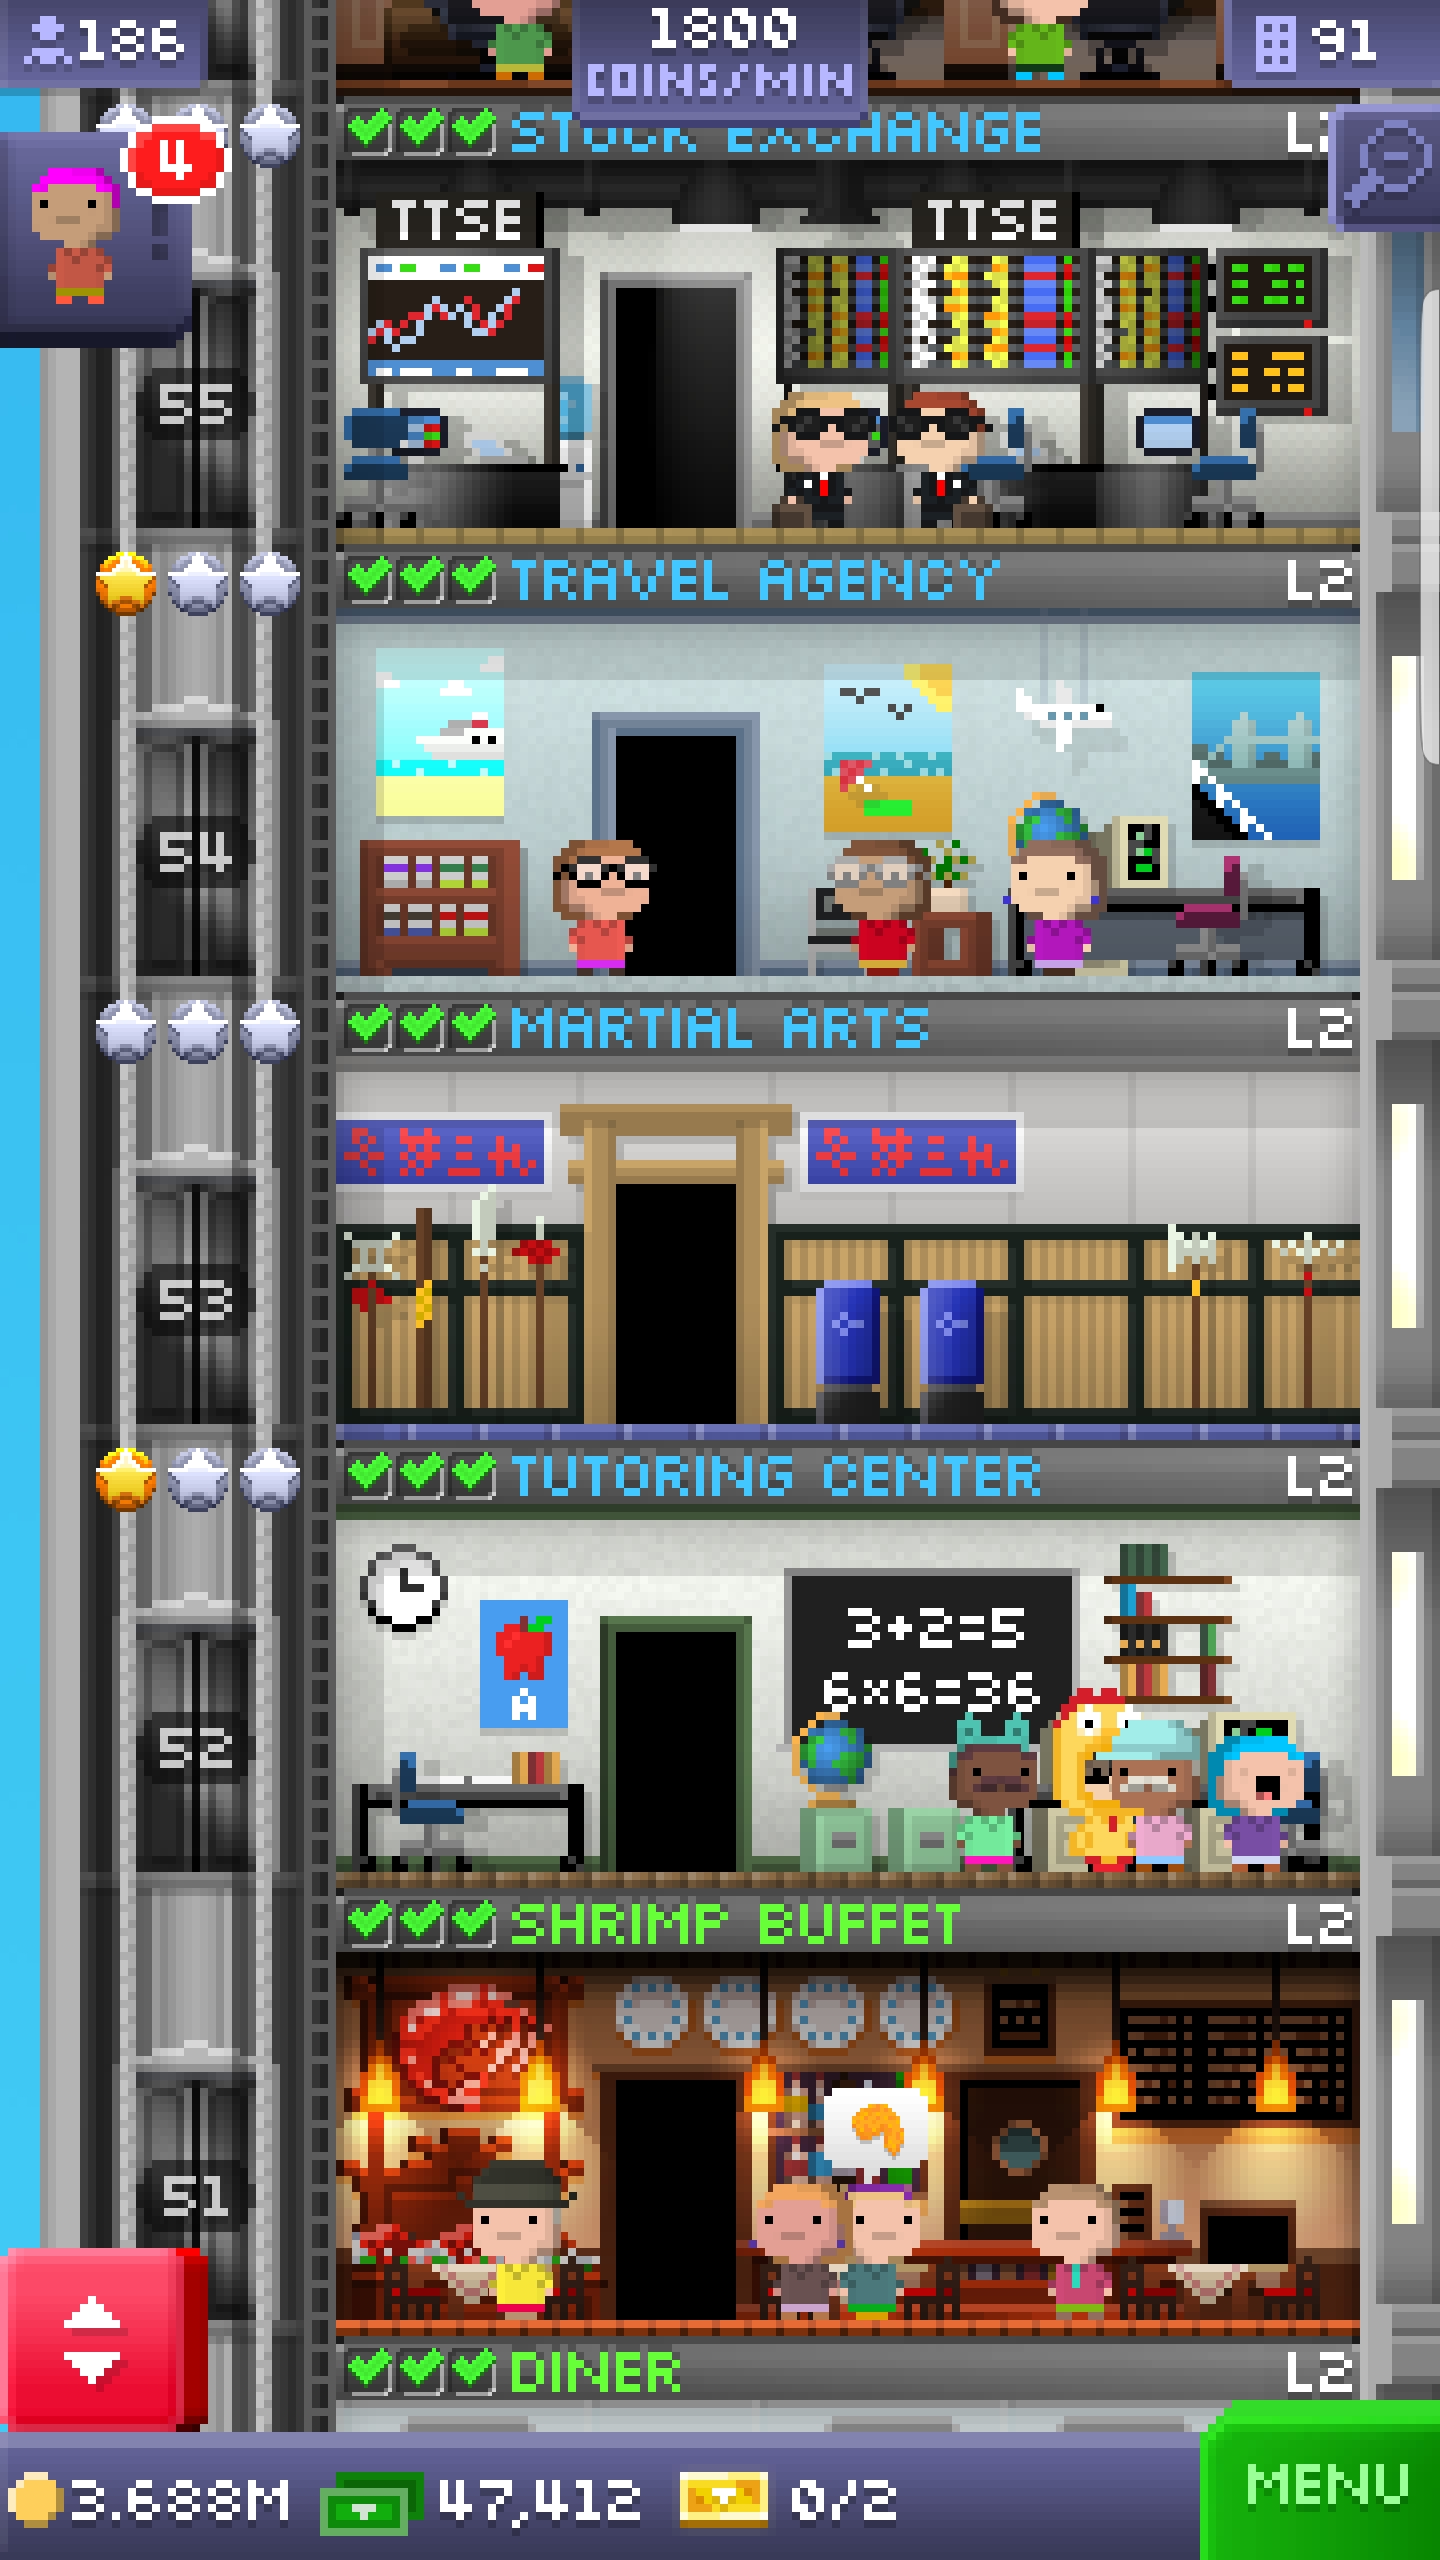 186
1800
COINS/MIN
91
4
STOCK EXCHANGE
TTSE
TTSE
55
TRAVEL AGENCY L2
54
MARTIAL ARTS L2
53
TUTORING CENTER L2
3+2=5
6×6=36
A
52
SHRIMP BUFFET L2
51
DINER L2
3.688M 47,412 0/2
MENU